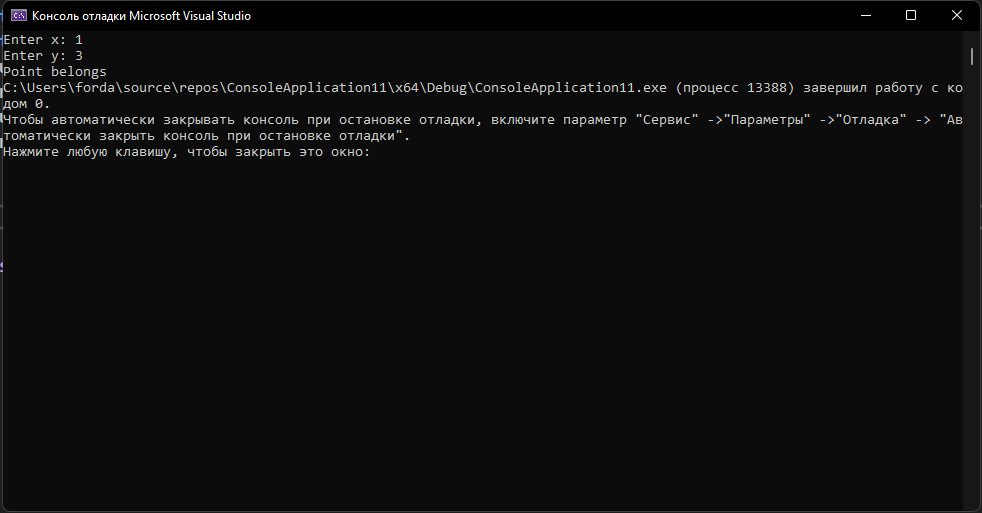 Консоль отладки Microsoft Visual Studio
Enter x: 1
Enter y: 3
Point belongs
C:\Users\forda\source\repos\ConsoleApplication11\x64\Debug\ConsoleApplication11.exe (процесс 13388) завершил работу с ко
дом 0.
Чтобы автоматически закрывать консоль при остановке отладки, включите параметр "Сервис" ->"Параметры" ->"Отладка" -> "Ав
томатически закрыть консоль при остановке отладки".
Нажмите любую клавишу, чтобы закрыть это окно: